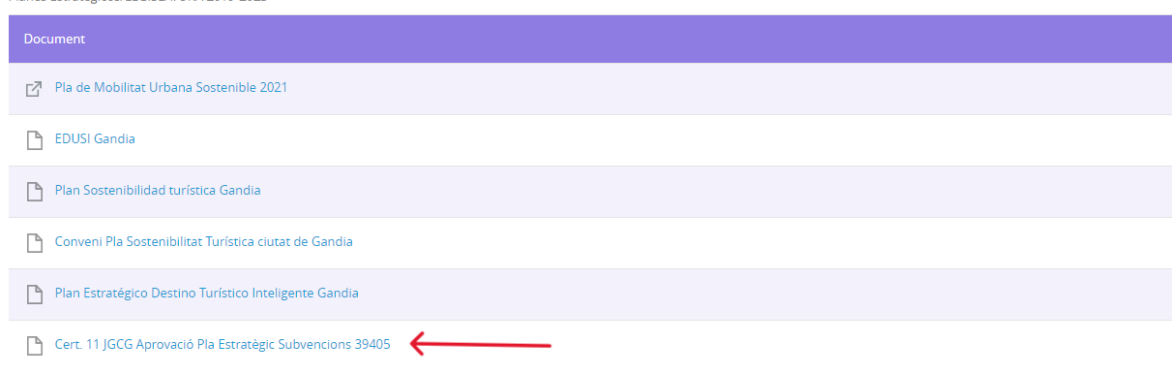 Document
Pla de Mobilitat Urbana Sostenible 2021
EDUSI Gandia
Plan Sostenibilidad turística Gandia
Conveni Pla Sostenibilitat Turística ciutat de Gandia
Plan Estratégico Destino Turístico Inteligente Gandia
Cert. 11 JGCG Aprovació Pla Estratègic Subvencions 39405